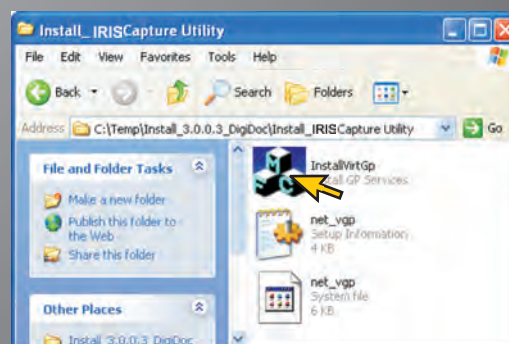 Install_ IRISCapture Utility
File Edit View Favorites Tools Help
Back Search Folders
Address C:\Temp\Install_3.0.0.3_DigiDoc\Install_IRISCapture Utility Go
File and Folder Tasks
Make a new folder
Publish this folder to
the Web
Share this folder
Other Places
Install_3.0.0.3_DigiDoc
M
F C
InstallVirtGp
Install GP Services
net_vgp
Setup Information
4 KB
net_vgp
System file
6 KB